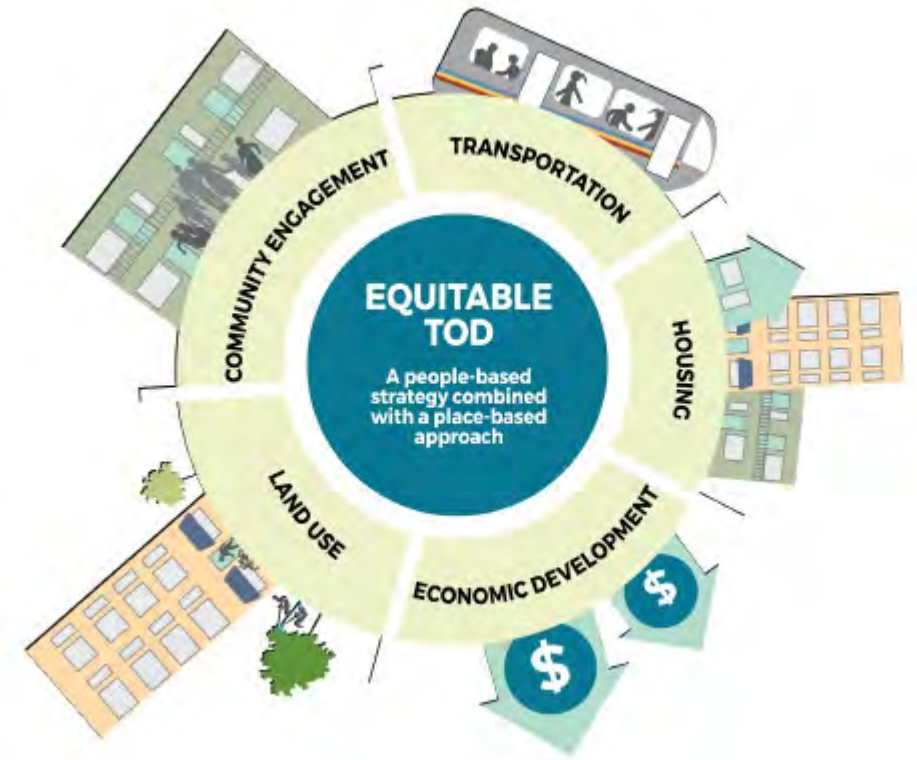 EQUITABLE
TOD
A people-based
strategy combined
with a place-based
approach
TRANSPORTATION
HOUSING
ECONOMIC DEVELOPMENT
LAND USE
COMMUNITY ENGAGEMENT
$
$